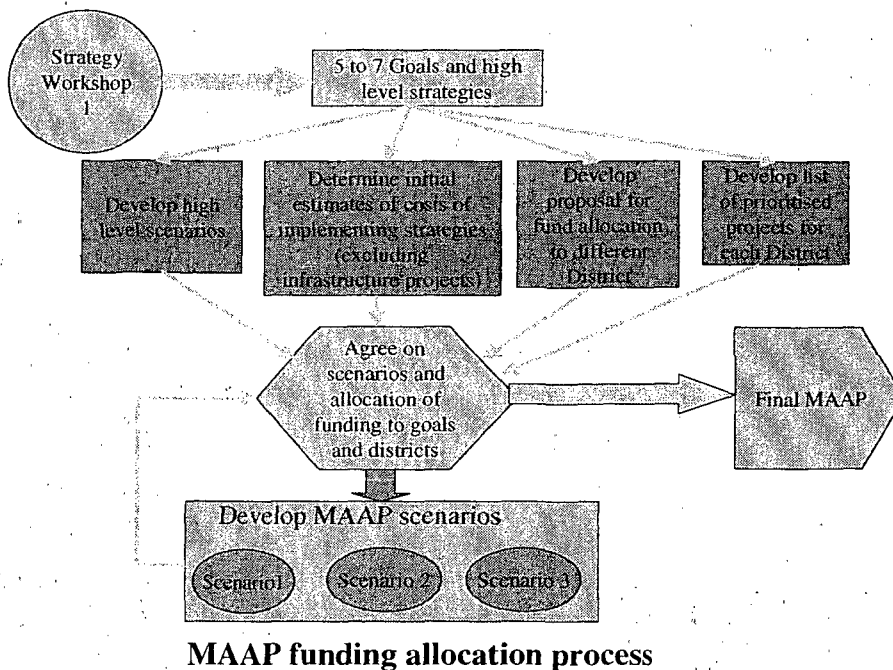 Strategy
Workshop
1
5 to 7 Goals and high
level strategies
Develop high
level scenarios
Determine initial
estimates of costs of
implementing strategies
(excluding
infrastructure projects)
Develop
proposal for
fund allocation
to different
District
Develop list
of prioritised
projects for
each District
Agree on
scenarios and
allocation of
funding to goals
and districts
Final MAAP
Develop MAAP scenarios
Scenario1
Scenario 2
Scenario 3
MAAP funding allocation process